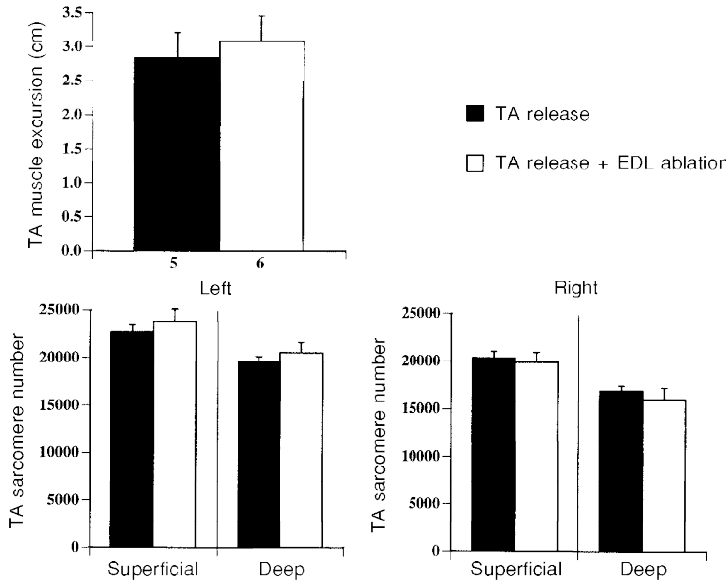 TA muscle excursion (cm)
3.5
3.0
2.5
2.0
1.5
1.0
0.5
0.0
5 6
TA release
TA release + EDL ablation
Left
TA sarcomere number
25000
20000
15000
10000
5000
0
Superficial Deep
Right
TA sarcomere number
25000
20000
15000
10000
5000
0
Superficial Deep